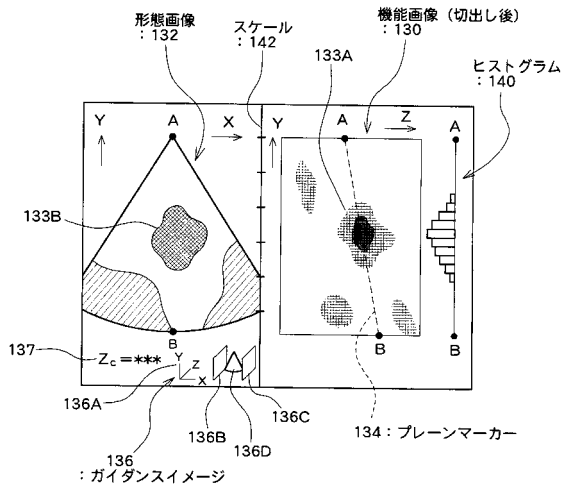 形態画像
:132
スケール
:142
機能画像(切出し後)
:130
133A
ヒストグラム
:140
Y
A
X
Y
A
Z
A
133B
B
B
B
137
Zc=***
Y
Z
X
136A
136B
136C
136D
136
:ガイダンスイメージ
134:プレーンマーカー